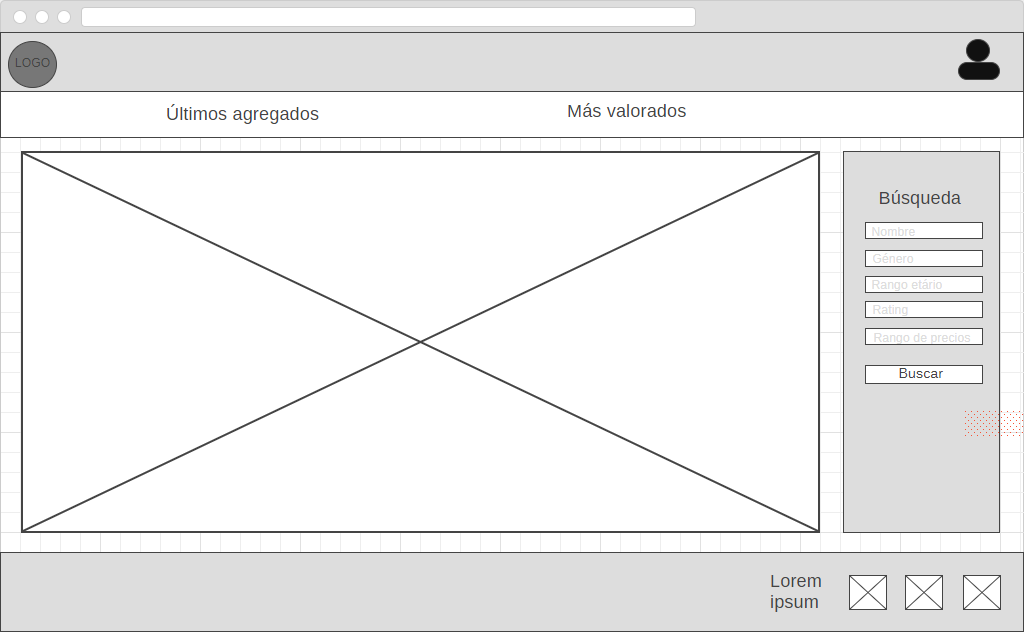 LOGO
Últimos agregados
Más valorados
Búsqueda
Nombre
Género
Rango etário
Rating
Rango de precios
Buscar
Lorem
ipsum